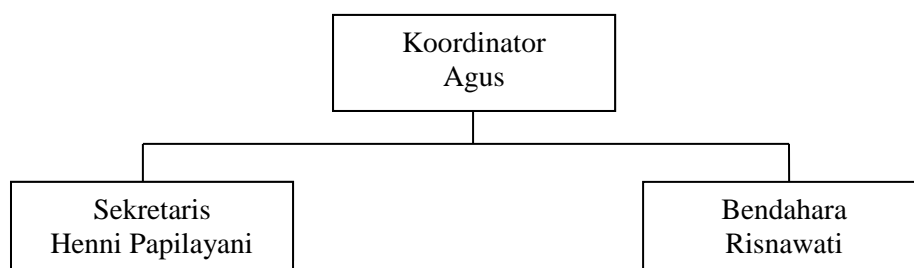 Koordinator
Agus
Sekretaris
Henni Papilayani
Bendahara
Risnawati